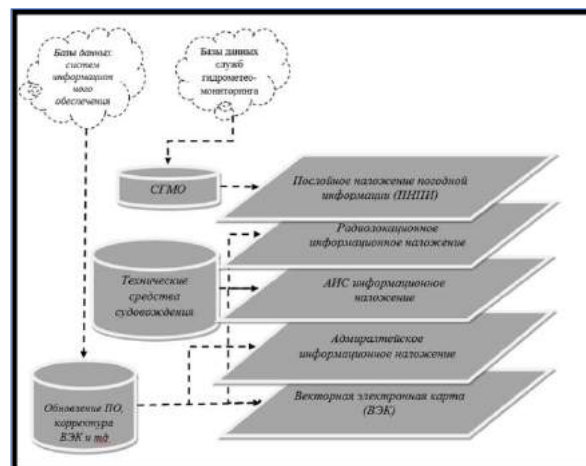 Базы данных
систем
информацион
ного
обеспечения
Базы данных
служб
гидрометео-
мониторинга
СГМО
Послойное наложение погодной
информации (ПНПИ)
Радиолокационное
информационное наложение
Технические
средства
судовождения
АИС информационное
наложение
Адмиралтейское
информационное наложение
Обновление ПО,
корректура
ВЭК и тд
Векторная электронная карта
(ВЭК)